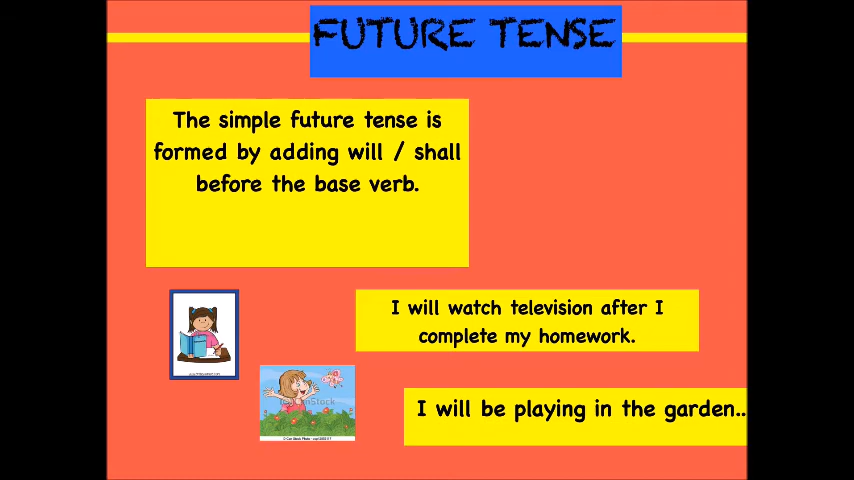 FUTURE TENSE
The simple future tense is
formed by adding will / shall
before the base verb.
I will watch television after I
complete my homework.
I will be playing in the garden..